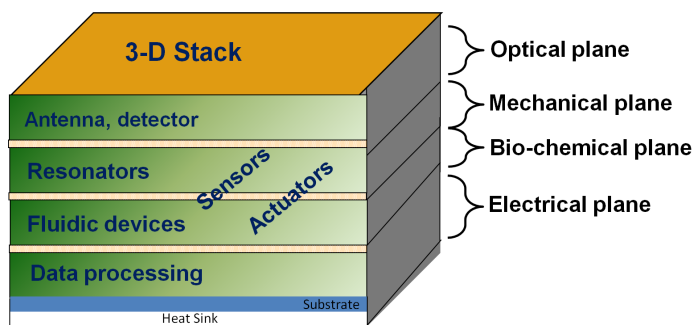 3-D Stack
Optical plane
Antenna, detector
Mechanical plane
Resonators
Sensors
Actuators
Bio-chemical plane
Fluidic devices
Electrical plane
Data processing
Substrate
Heat Sink